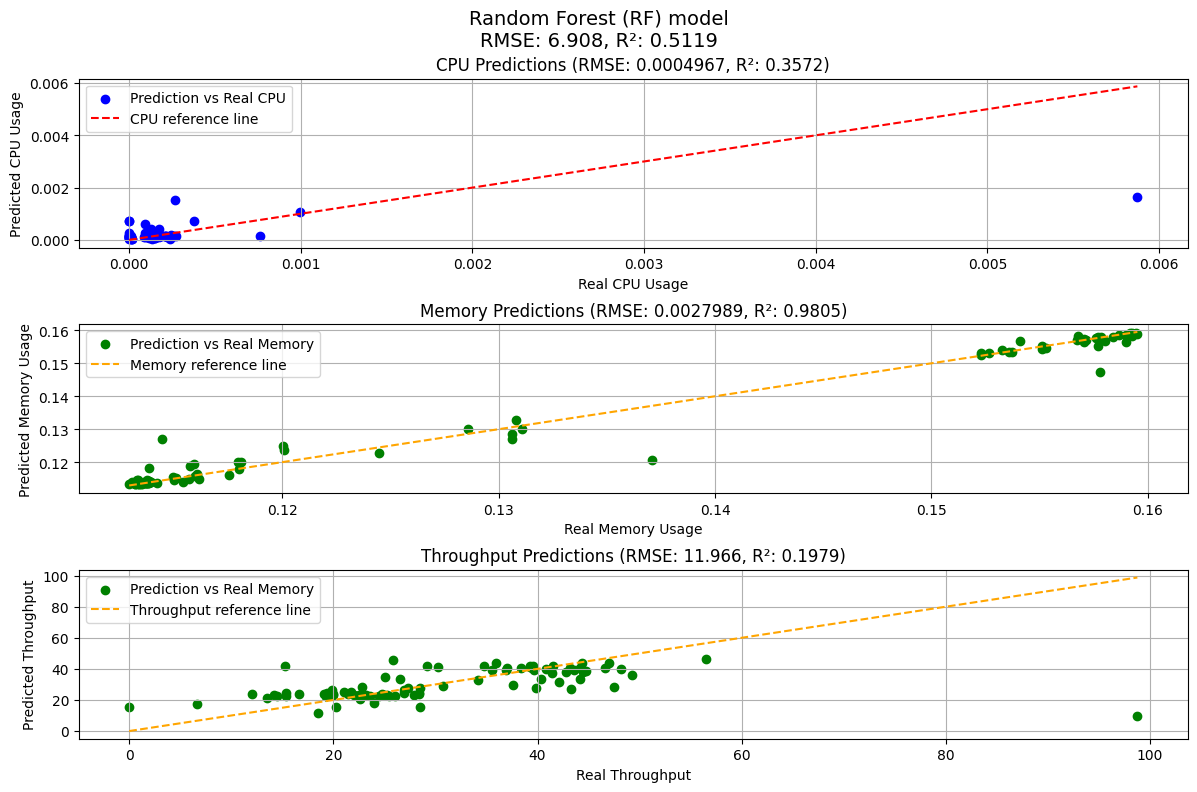 Random Forest (RF) model
RMSE: 6.908, R²: 0.5119
CPU Predictions (RMSE: 0.0004967, R²: 0.3572)
Predicted CPU Usage
0.006
0.004
0.002
0.000
Prediction vs Real CPU
CPU reference line
0.000 0.001 0.002 0.003 0.004 0.005 0.006
Real CPU Usage
Memory Predictions (RMSE: 0.0027989, R²: 0.9805)
Predicted Memory Usage
0.16
0.15
0.14
0.13
0.12
Prediction vs Real Memory
Memory reference line
0.12 0.13 0.14 0.15 0.16
Real Memory Usage
Throughput Predictions (RMSE: 11.966, R²: 0.1979)
Predicted Throughput
100
80
60
40
20
0
Prediction vs Real Memory
Throughput reference line
0 20 40 60 80 100
Real Throughput